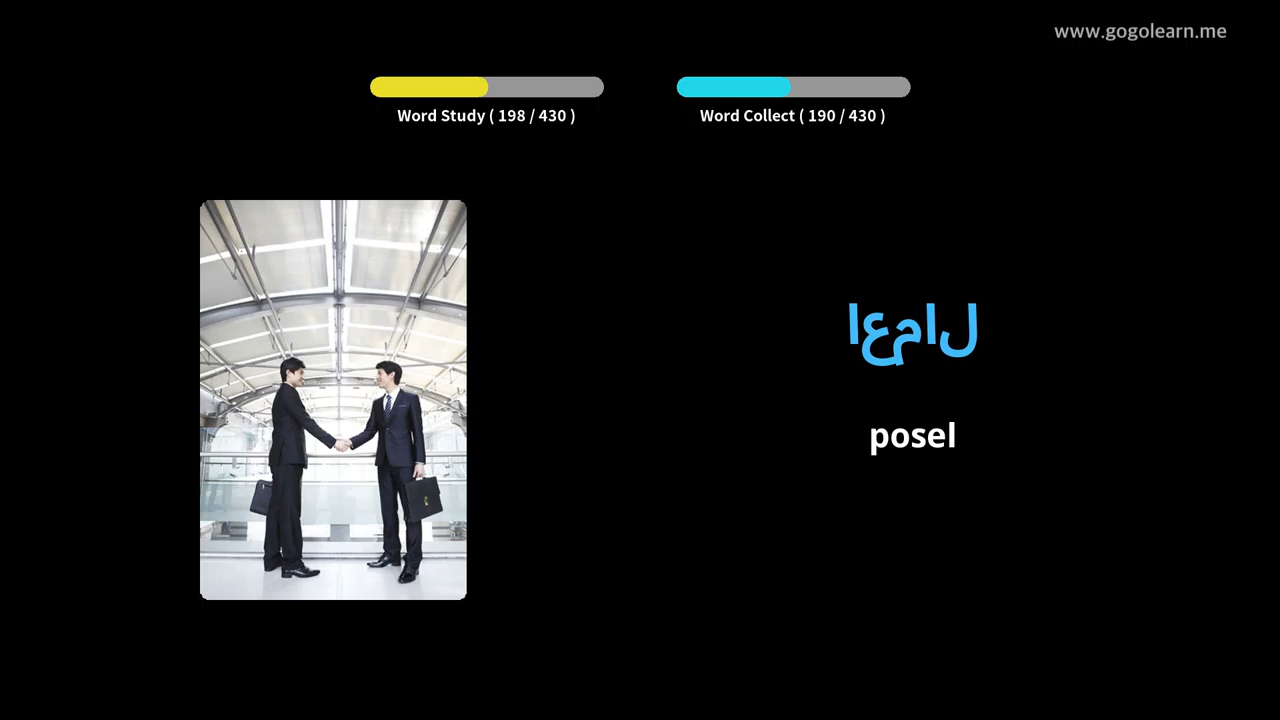 www.gogolearn.me
Word Study ( 198 / 430 )
Word Collect ( 190 / 430 )
اعمال
posel